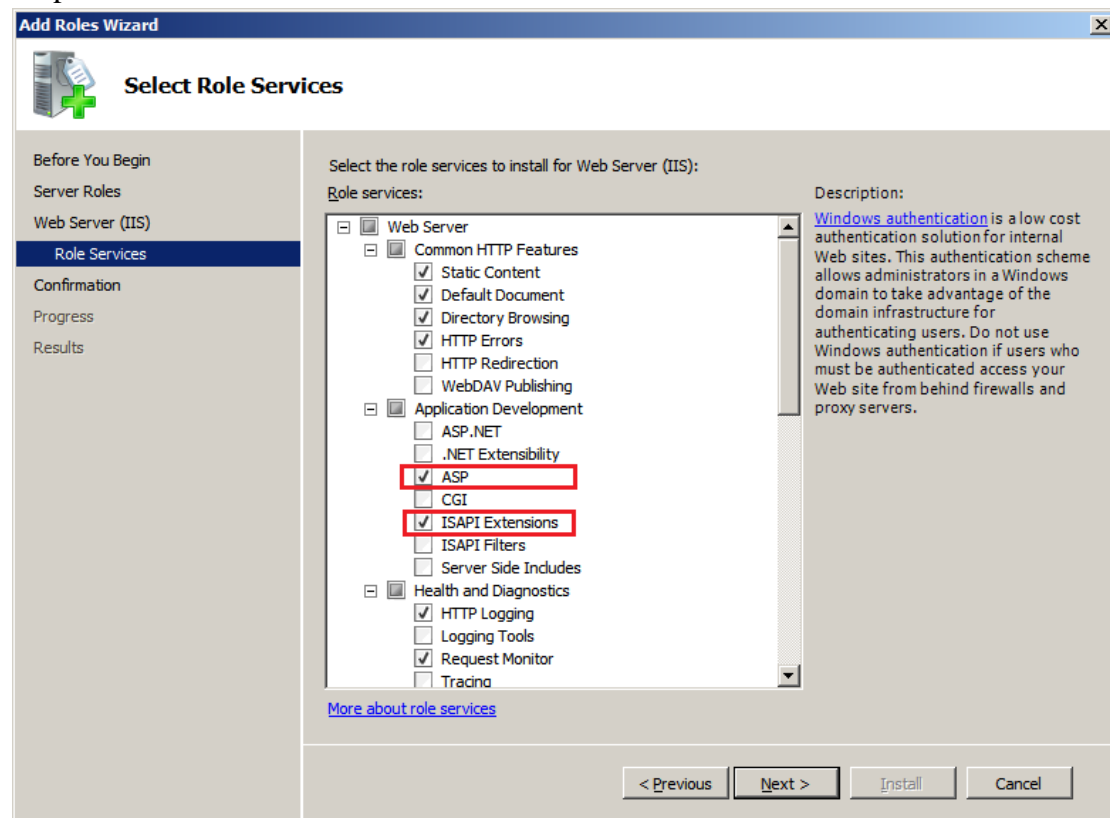 Add Roles Wizard
Select Role Services
Before You Begin
Server Roles
Web Server (IIS)
Role Services
Confirmation
Progress
Results
Select the role services to install for Web Server (IIS):
Role services:
Web Server
Common HTTP Features
Static Content
Default Document
Directory Browsing
HTTP Errors
HTTP Redirection
WebDAV Publishing
Application Development
ASP.NET
.NET Extensibility
ASP
CGI
ISAPI Extensions
ISAPI Filters
Server Side Includes
Health and Diagnostics
HTTP Logging
Logging Tools
Request Monitor
Tracing
More about role services
Description:
Windows authentication is a low cost
authentication solution for internal
Web sites. This authentication scheme
allows administrators in a Windows
domain to take advantage of the
domain infrastructure for
authenticating users. Do not use
Windows authentication if users who
must be authenticated access your
Web site from behind firewalls and
proxy servers.
< Previous
Next >
Install
Cancel